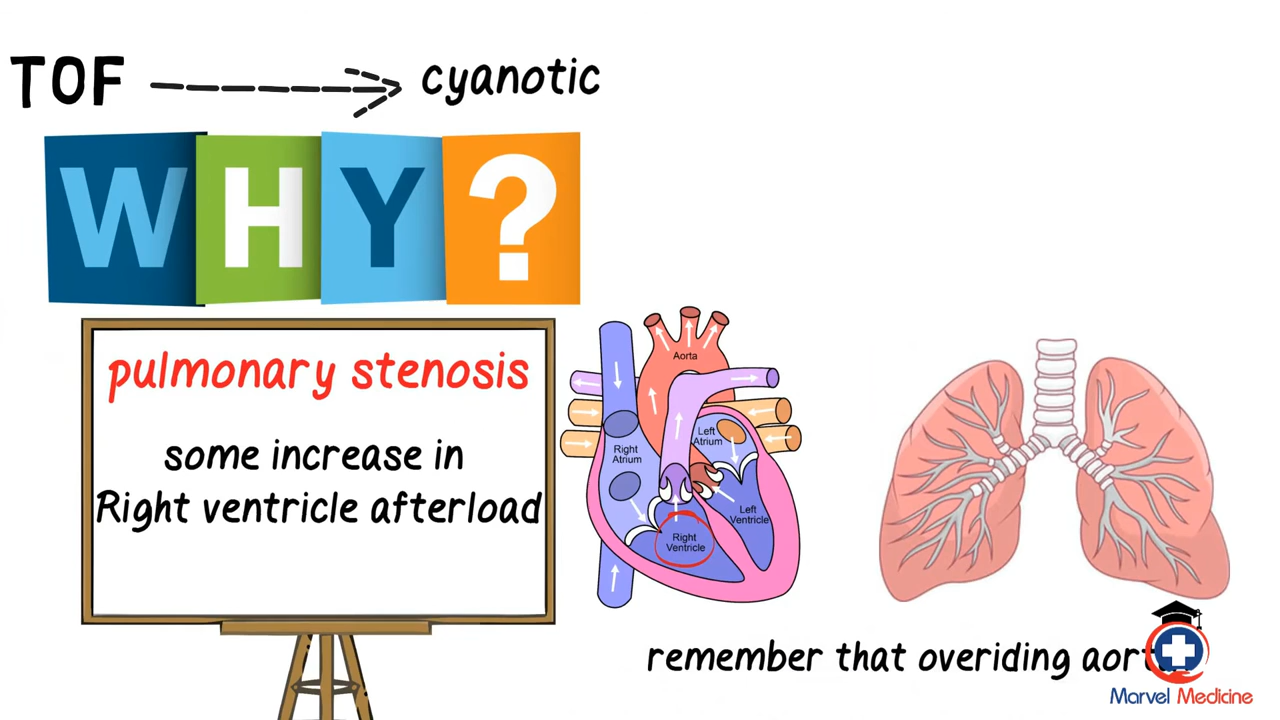 TOF
cyanotic
WHY?
pulmonary stenosis
some increase in
Right ventricle afterload
Aorta
Left
Atrium
Right
Atrium
Left
Ventricle
Right
Ventricle
remember that overiding aorta
Marvel Medicine